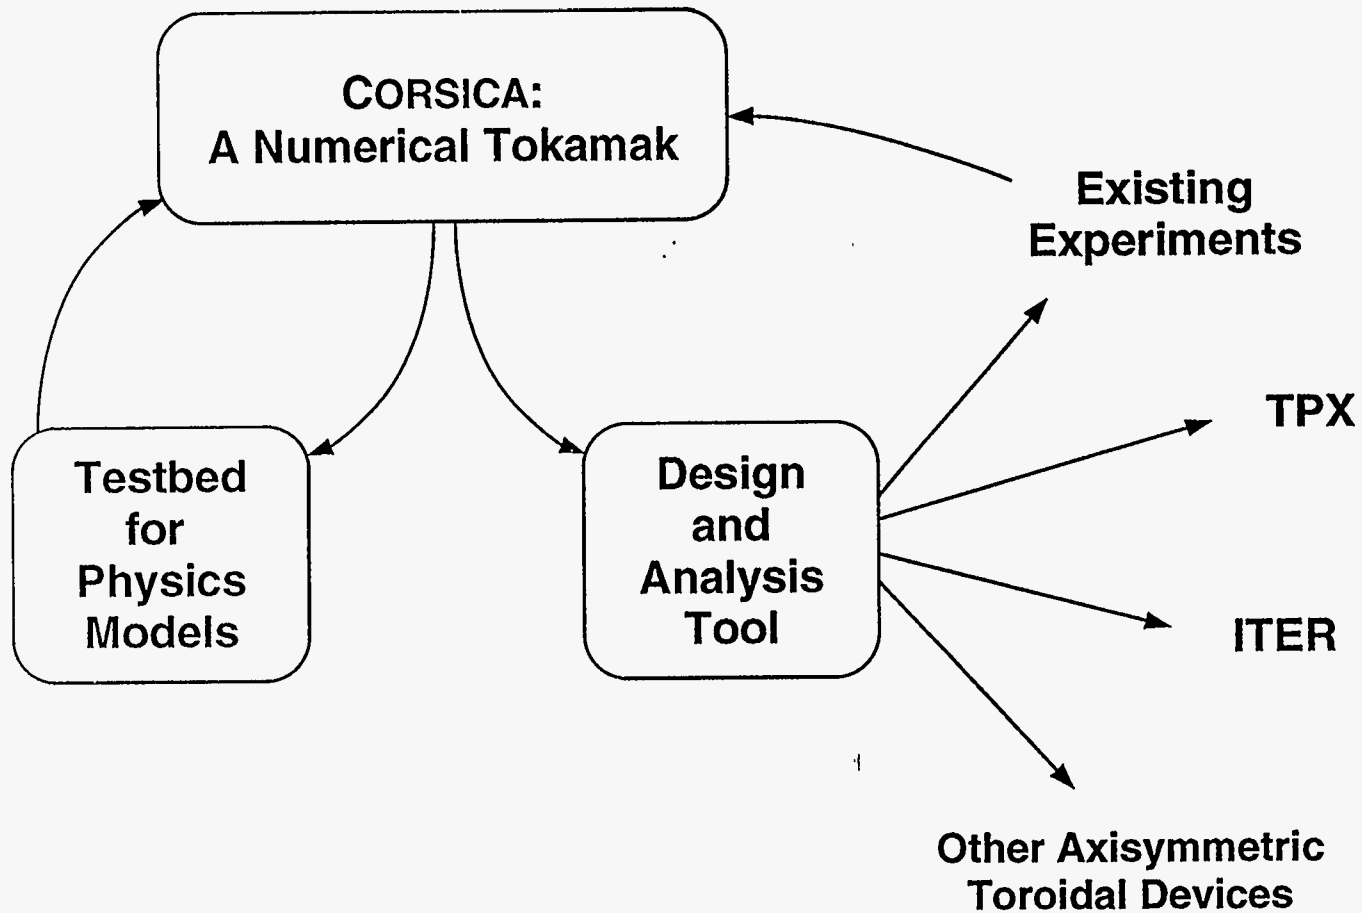 CORSICA:
A Numerical Tokamak
Existing
Experiments
TPX
Testbed
for
Physics
Models
Design
and
Analysis
Tool
ITER
Other Axisymmetric
Toroidal Devices